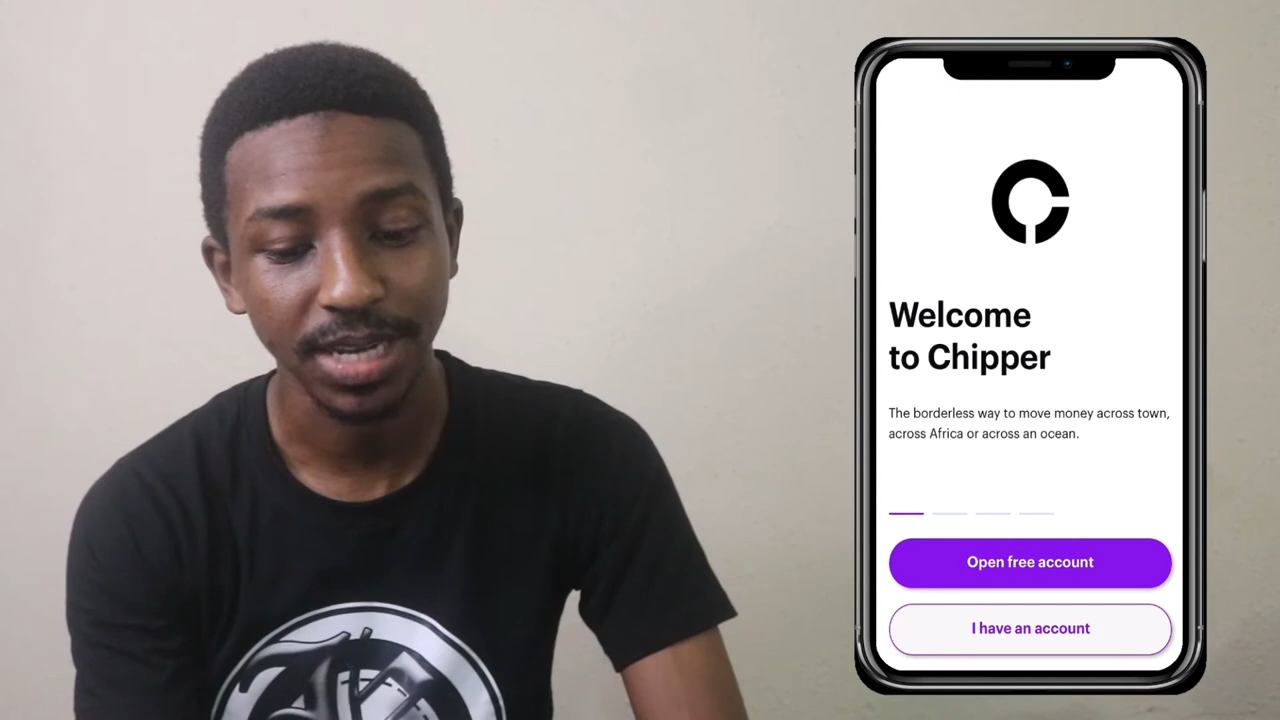 Welcome
to Chipper
The borderless way to move money across town,
across Africa or across an ocean.
Open free account
I have an account